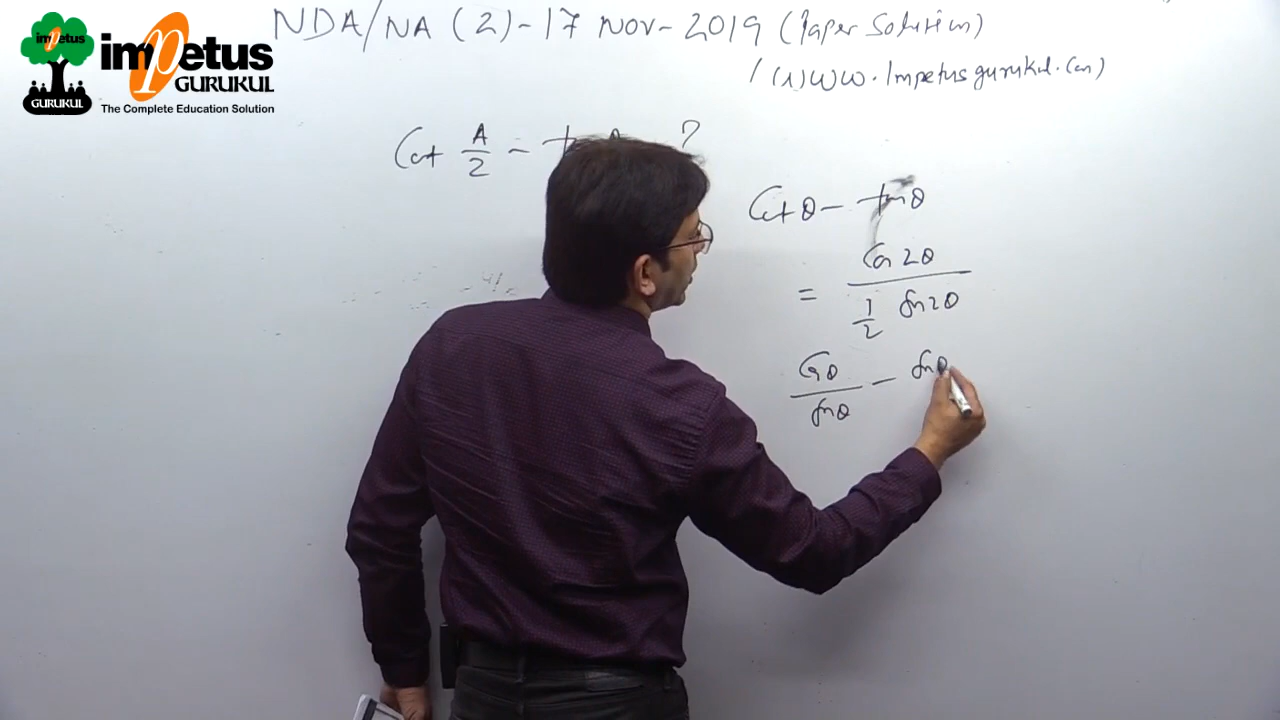 NDA/NA (2)-17 Nov-2019 (Paper Solution)
/ www.Impetusgurukul.Com)
impetus
GURUKUL
impetus
GURUKUL
The Complete Education Solution
Cot A/2 - ?
Cot θ - tan θ
= Cos 2θ / 1/2 Sin 2θ
Cos θ / Sin θ - Sin θ